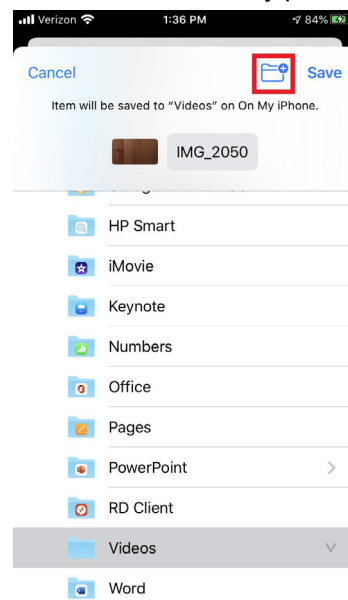 Verizon 1:36 PM 84%
Cancel Save
Item will be saved to “Videos” on On My iPhone.
IMG_2050
HP Smart
iMovie
Keynote
Numbers
Office
Pages
PowerPoint
RD Client
Videos
Word